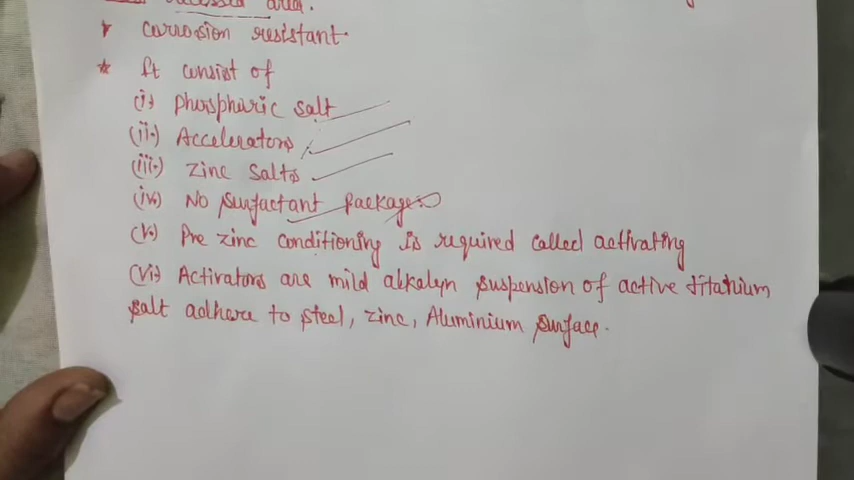 recessed area.
* Corrosion resistant.
* It consist of
(i) Phosphoric salt
(ii) Accelerators
(iii) Zinc Salts
(iv) No Surfactant Package
(v) Pre zinc conditioning is required called activating
(vi) Activators are mild alkalyn suspension of active titanium
salt adhere to steel, zinc, Aluminium surface.